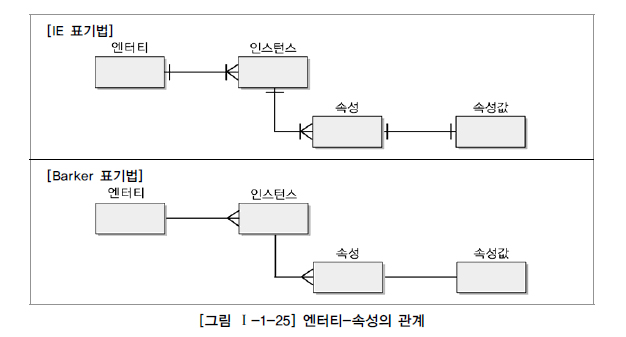 [IE 표기법]
엔터티
인스턴스
속성
속성값
[Barker 표기법]
엔터티
인스턴스
속성
속성값
[그림 Ⅰ-1-25] 엔터티-속성의 관계